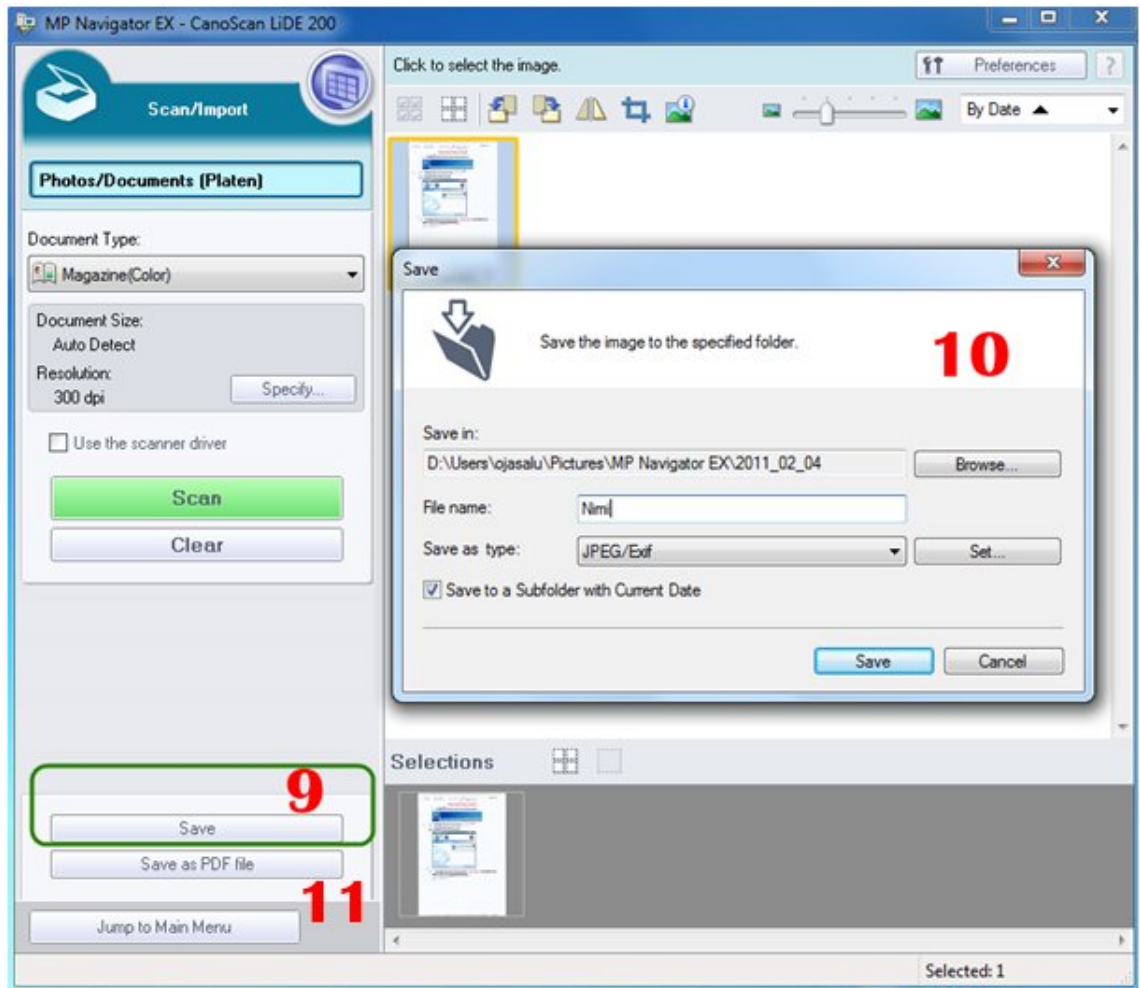 MP Navigator EX - CanoScan LiDE 200
Scan/Import
Photos/Documents (Platen)
Document Type:
Magazine(Color)
Document Size:
Auto Detect
Resolution:
300 dpi
Specify...
Use the scanner driver
Scan
Clear
9
Save
Save as PDF file
11
Jump to Main Menu
Click to select the image.
Preferences
?
By Date
Save
Save the image to the specified folder.
10
Save in:
D:\Users\ojasalu\Pictures\MP Navigator EX\2011_02_04
Browse...
File name:
Nimi
Save as type:
JPEG/Exif
Set...
Save to a Subfolder with Current Date
Save
Cancel
Selections
Selected: 1